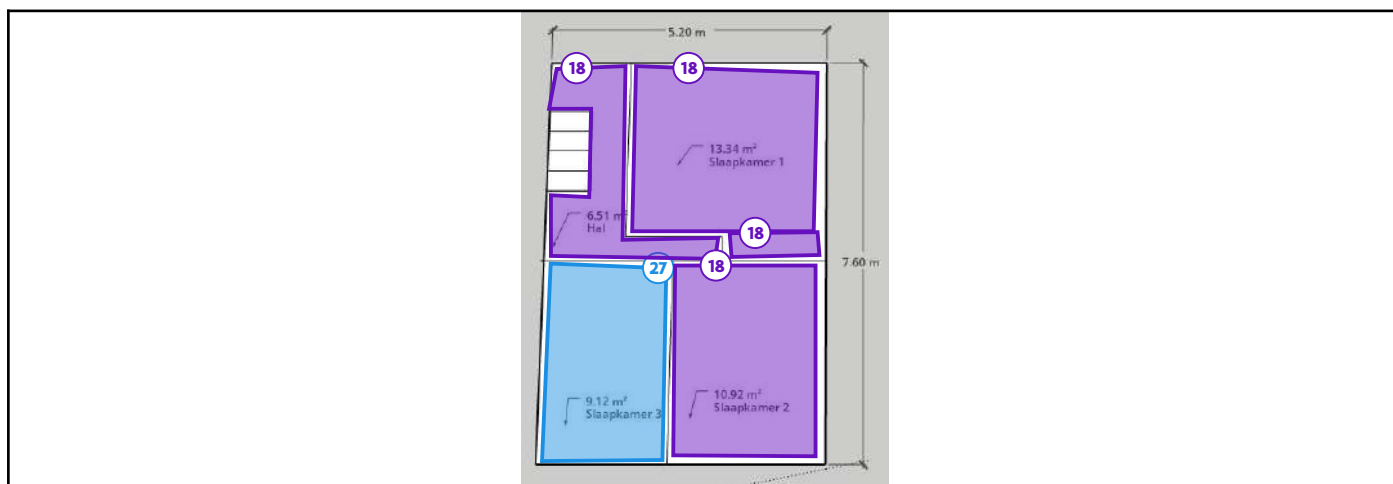 5.20 m
18
18
13.34 m²
Slaapkamer 1
6.51 m²
Hal
18
18
27
7.60 m
9.12 m²
Slaapkamer 3
10.92 m²
Slaapkamer 2